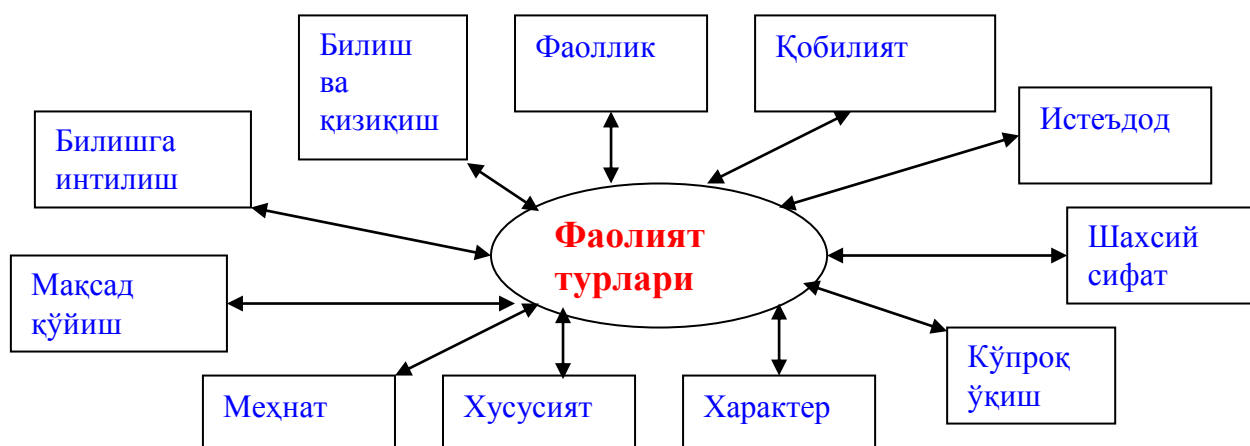 Билиш
ва
қизиқиш
Фаоллик
Қобилият
Истеъдод
Билишга
интилиш
Фаолият
турлари
Шахсий
сифат
Мақсад
қўйиш
Кўпроқ
ўқиш
Меҳнат
Хусусият
Характер